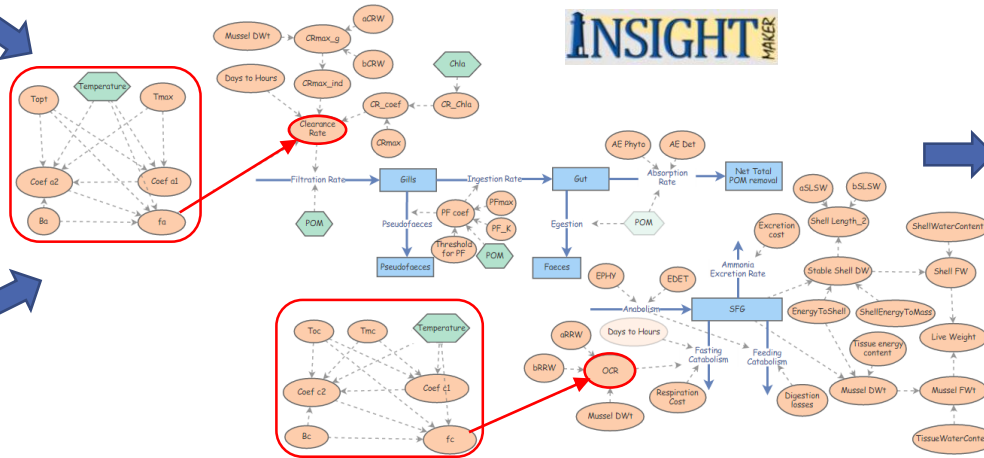 INSIGHT
MAKER
aCRW
Mussel DWt
CRmax_g
bCRW
Days to Hours
CRmax_ind
Chla
CR_coef
CR_Chla
Clearance
Rate
CRmax
Temperature
Topt
Tmax
Coef a2
Coef a1
Ba
fa
Filtration Rate
Gills
Ingestion Rate
Gut
AE Phyto
AE Det
Absorption
Rate
Net Total
POM removal
POM
Pseudofaeces
PF coef
PFmax
PF_K
Threshold
for PF
POM
Pseudofaeces
Egestion
POM
Faeces
aSLSW
bSLSW
Shell Length_2
Excretion
cost
Ammonia
Excretion Rate
ShellWaterContent
Stable Shell DW
Shell FW
EPHY
EDET
Anabolism
SFG
EnergyToShell
ShellEnergyToMass
Days to Hours
Fasting
Catabolism
Feeding
Catabolism
Tissue energy
content
Live Weight
aRRW
bRRW
OCR
Respiration
Cost
Digestion
losses
Mussel DWt
Mussel DWt
Mussel FWt
TissueWaterConte
Temperature
Toc
Tmc
Coef c2
Coef c1
Bc
fc